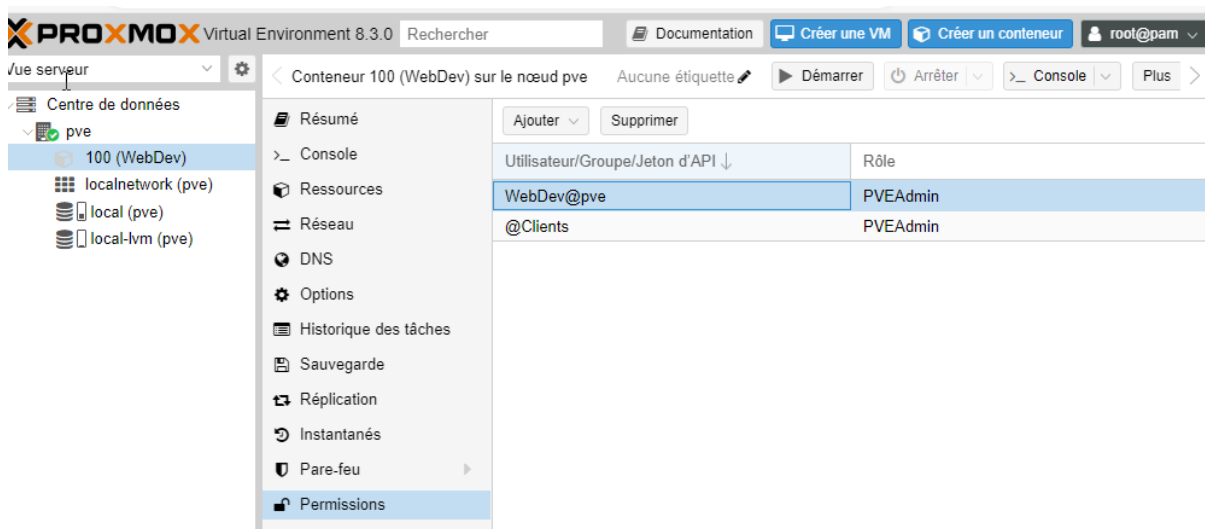 PROXMOX Virtual Environment 8.3.0 Rechercher Documentation Créer une VM Créer un conteneur root@pam
Vue serveur
Centre de données
pve
100 (WebDev)
localnetwork (pve)
local (pve)
local-lvm (pve)
Conteneur 100 (WebDev) sur le nœud pve Aucune étiquette Démarrer Arrêter >_ Console Plus
Résumé
>_ Console
Ressources
Réseau
DNS
Options
Historique des tâches
Sauvegarde
Réplication
Instantanés
Pare-feu
Permissions
Ajouter Supprimer
Utilisateur/Groupe/Jeton d'API ↓ Rôle
WebDev@pve PVEAdmin
@Clients PVEAdmin